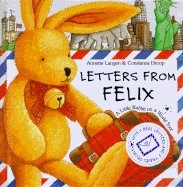 Annette Langen & Constanza Droop
LETTERS FROM
FELIX
A Little Rabbit on a World Tour